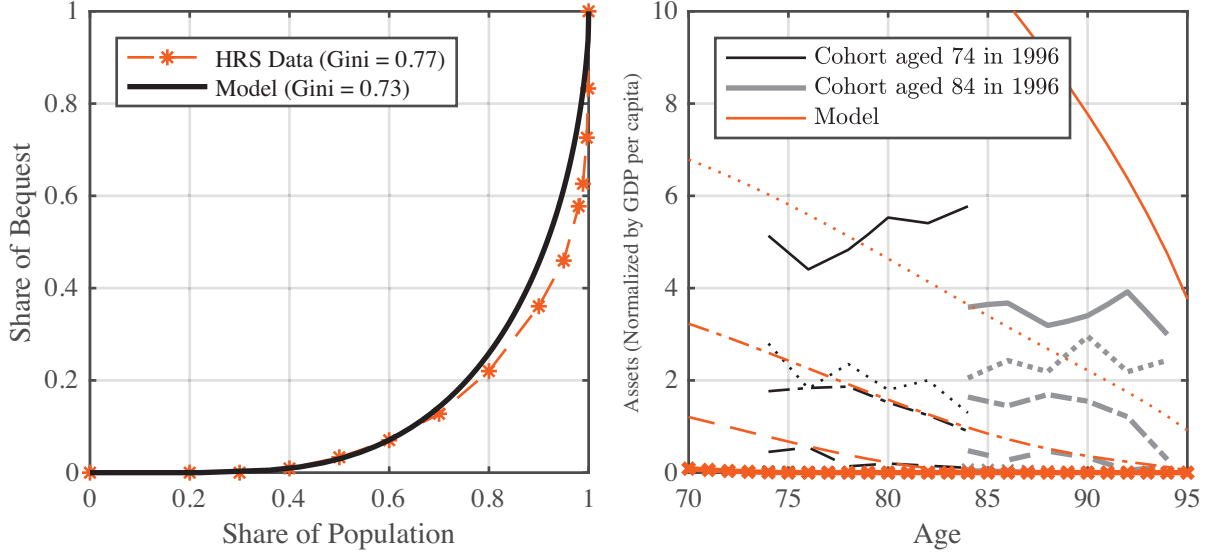 1
0.8
0.6
0.4
0.2
0
Share of Bequest
HRS Data (Gini = 0.77)
Model (Gini = 0.73)
0 0.2 0.4 0.6 0.8 1
Share of Population
10
8
6
4
2
0
Assets (Normalized by GDP per capita)
Cohort aged 74 in 1996
Cohort aged 84 in 1996
Model
70 75 80 85 90 95
Age